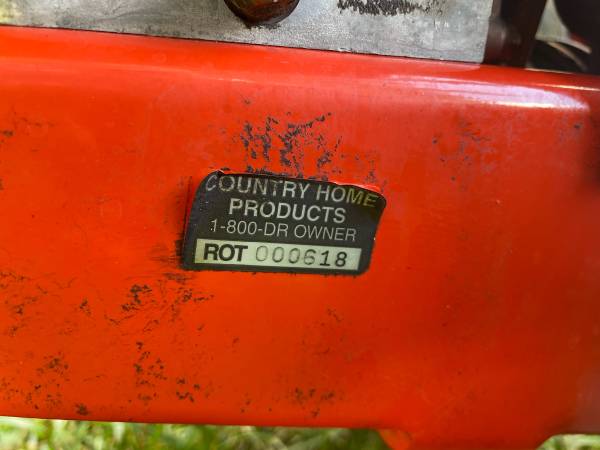 COUNTRY HOME
PRODUCTS
1-800-DR OWNER
ROT 000618